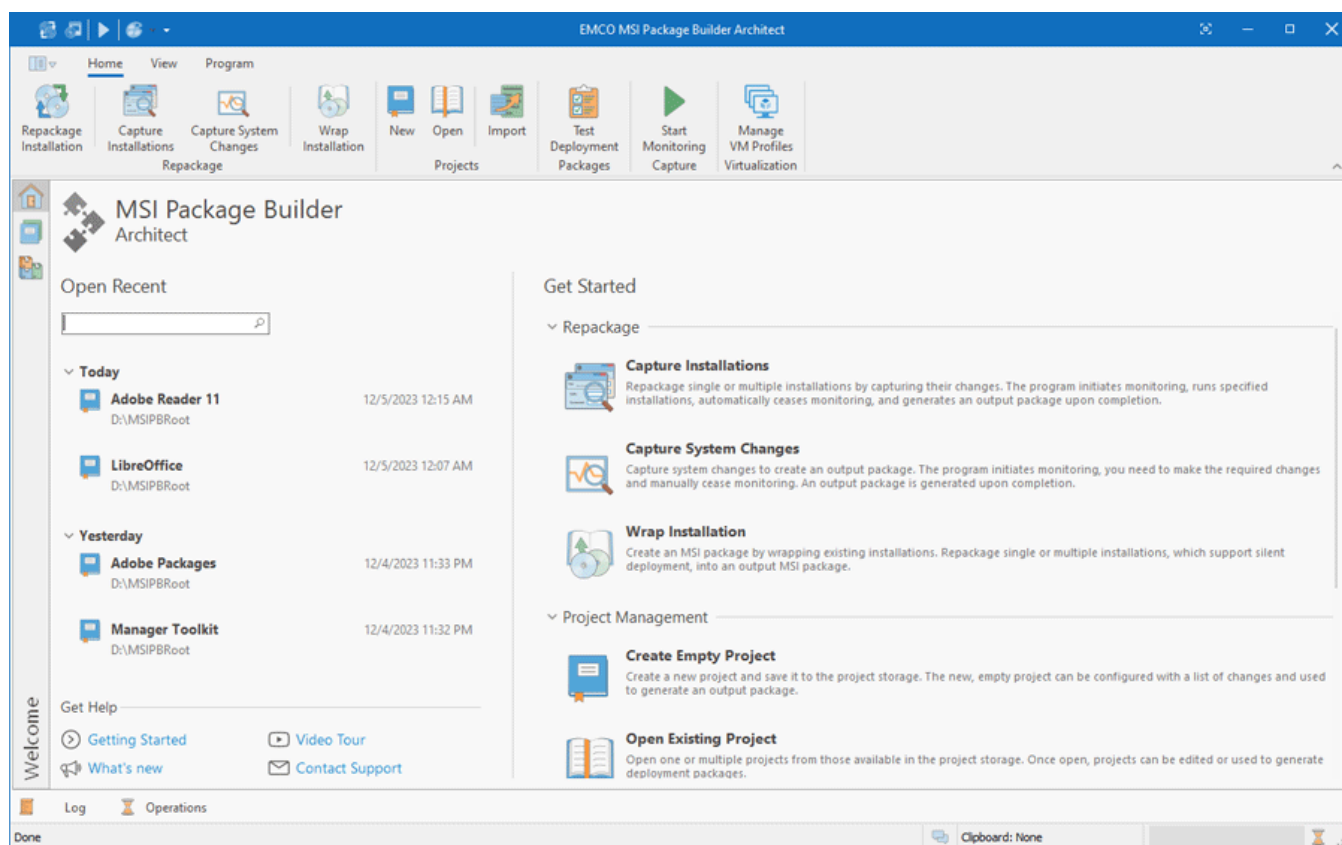 EMCO MSI Package Builder Architect
Home View Program
Repackage Installation
Capture Installations
Capture System Changes
Wrap Installation
New
Open
Import
Test Deployment Packages
Start Monitoring
Manage VM Profiles
Repackage
Projects
Packages
Capture
Virtualization
MSI Package Builder
Architect
Open Recent
Today
Adobe Reader 11 12/5/2023 12:15 AM
D:\MSIPBRoot
LibreOffice 12/5/2023 12:07 AM
D:\MSIPBRoot
Yesterday
Adobe Packages 12/4/2023 11:33 PM
D:\MSIPBRoot
Manager Toolkit 12/4/2023 11:32 PM
D:\MSIPBRoot
Get Help
Getting Started
Video Tour
What's new
Contact Support
Welcome
Get Started
Repackage
Capture Installations
Repackage single or multiple installations by capturing their changes. The program initiates monitoring, runs specified
installations, automatically ceases monitoring, and generates an output package upon completion.
Capture System Changes
Capture system changes to create an output package. The program initiates monitoring, you need to make the required changes
and manually cease monitoring. An output package is generated upon completion.
Wrap Installation
Create an MSI package by wrapping existing installations. Repackage single or multiple installations, which support silent
deployment, into an output MSI package.
Project Management
Create Empty Project
Create a new project and save it to the project storage. The new, empty project can be configured with a list of changes and used
to generate an output package.
Open Existing Project
Open one or multiple projects from those available in the project storage. Once open, projects can be edited or used to generate
deployment packages.
Log
Operations
Done
Clipboard: None